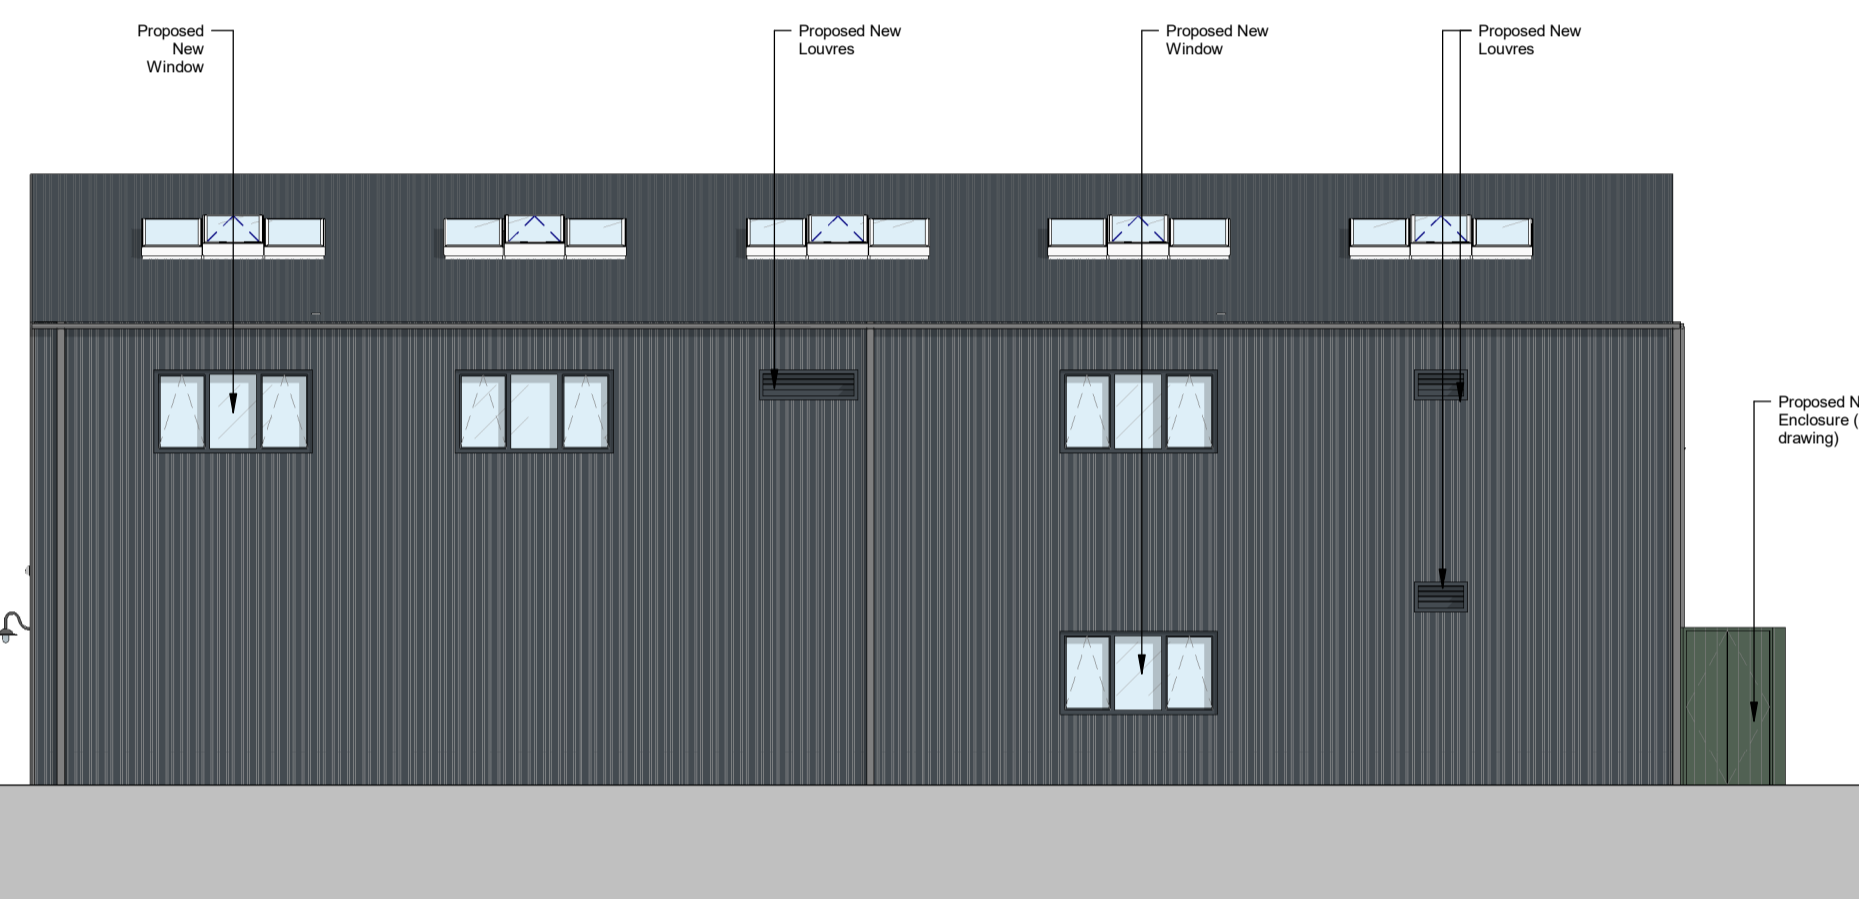 Proposed
New
Window
Proposed New
Louvres
Proposed New
Window
Proposed New
Louvres
Proposed N
Enclosure (
drawing)